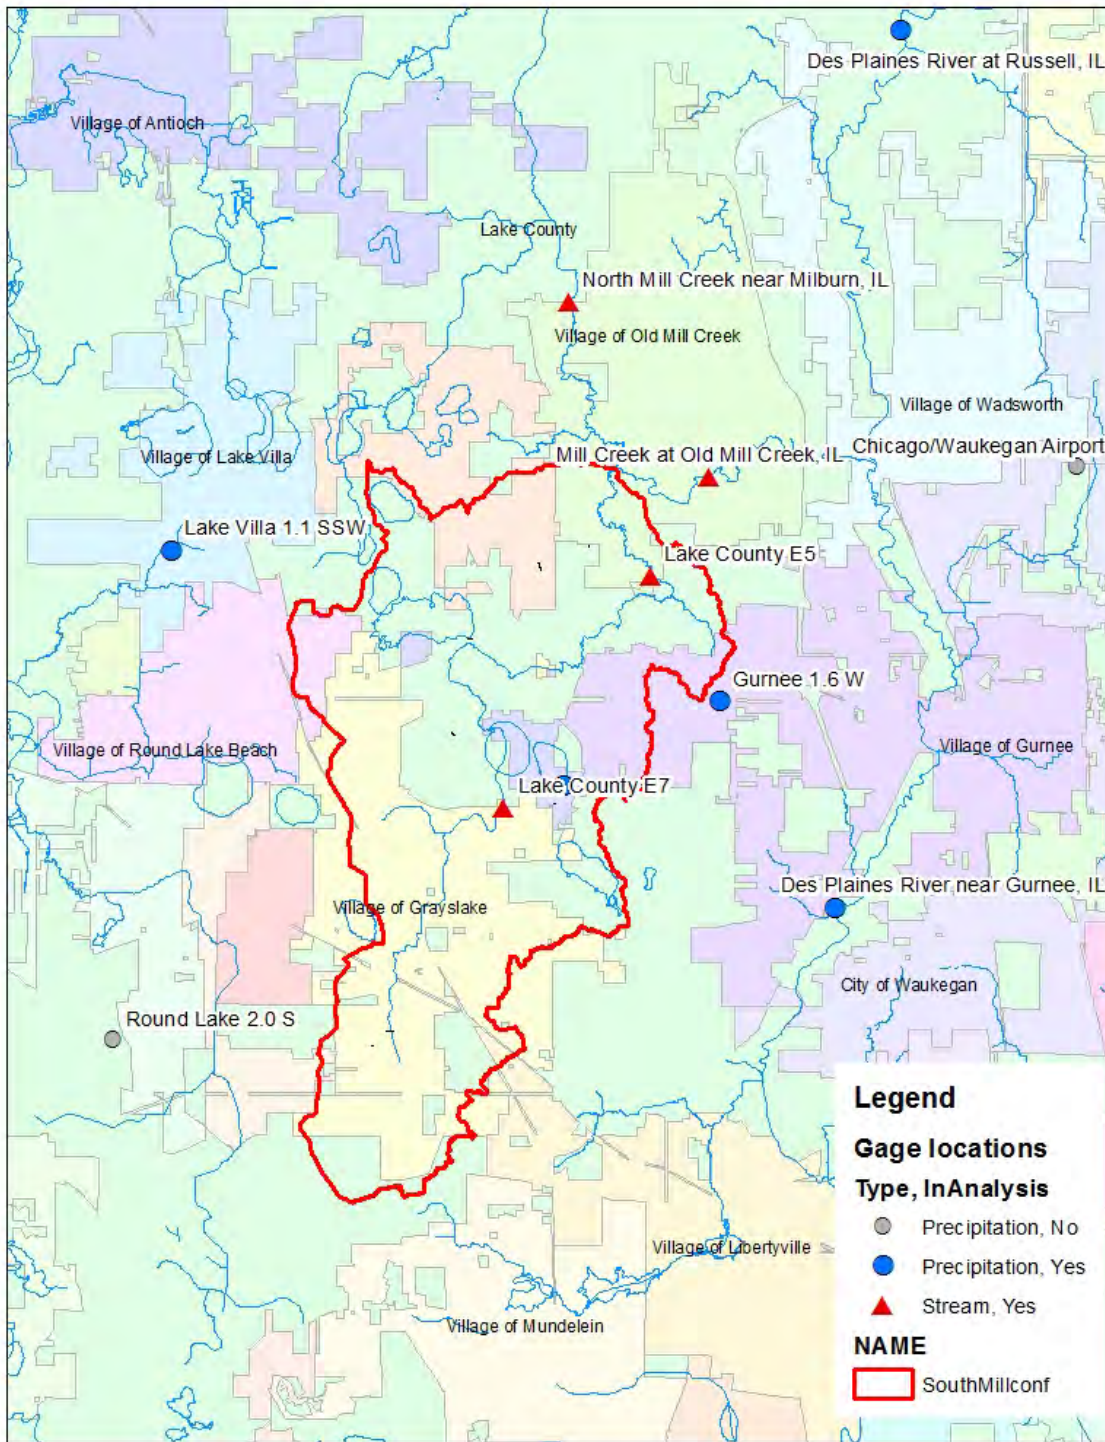 Des Plaines River at Russell, IL
Village of Antioch
Lake County
North Mill Creek near Milburn, IL
Village of Old Mill Creek
Village of Wadsworth
Chicago/Waukegan Airport
Mill Creek at Old Mill Creek, IL
Village of Lake Villa
Lake Villa 1.1 SSW
Lake County E5
Gurnee 1.6 W
Village of Round Lake Beach
Village of Gurnee
Lake County E7
Des Plaines River near Gurnee, IL
Village of Grayslake
City of Waukegan
Round Lake 2.0 S
Village of Libertyville
Village of Mundelein
Legend
Gage locations
Type, InAnalysis
Precipitation, No
Precipitation, Yes
Stream, Yes
NAME
SouthMillconf